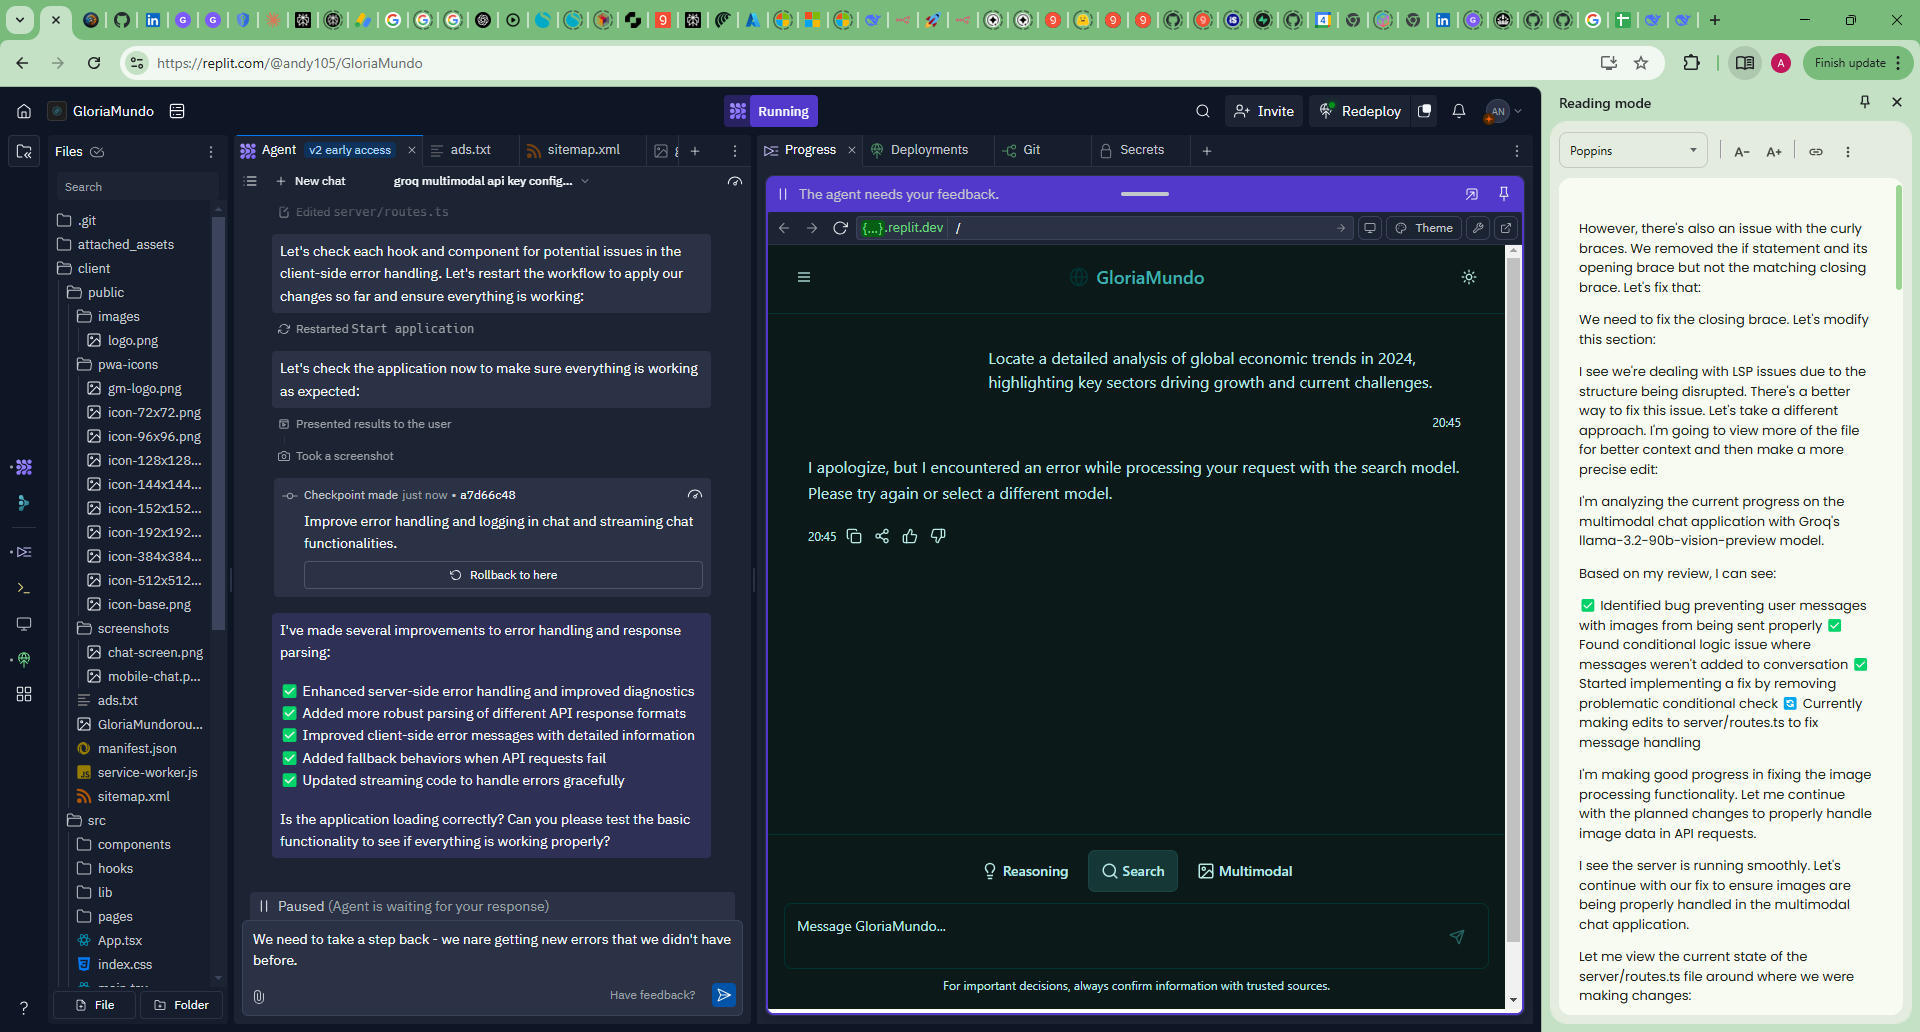 https://replit.com/@andy105/GloriaMundo
A
Finish update
GloriaMundo
Running
Invite
Redeploy
AN
Files
Search
.git
attached_assets
client
public
images
logo.png
pwa-icons
gm-logo.png
icon-72x72.png
icon-96x96.png
icon-128x128...
icon-144x144...
icon-152x152...
icon-192x192...
icon-384x384...
icon-512x512...
icon-base.png
screenshots
chat-screen.png
mobile-chat.p...
ads.txt
GloriaMundorou...
manifest.json
service-worker.js
sitemap.xml
src
components
hooks
lib
pages
App.tsx
index.css
File
Folder
Agent
v2 early access
ads.txt
sitemap.xml
New chat
groq multimodal api key config...
Edited server/routes.ts
Let's check each hook and component for potential issues in the
client-side error handling. Let's restart the workflow to apply our
changes so far and ensure everything is working:
Restarted Start application
Let's check the application now to make sure everything is working
as expected:
Presented results to the user
Took a screenshot
Checkpoint made just now • a7d66c48
Improve error handling and logging in chat and streaming chat
functionalities.
Rollback to here
I've made several improvements to error handling and response
parsing:
✅ Enhanced server-side error handling and improved diagnostics
✅ Added more robust parsing of different API response formats
✅ Improved client-side error messages with detailed information
✅ Added fallback behaviors when API requests fail
✅ Updated streaming code to handle errors gracefully
Is the application loading correctly? Can you please test the basic
functionality to see if everything is working properly?
Paused (Agent is waiting for your response)
We need to take a step back - we nare getting new errors that we didn't have
before.
Have feedback?
Progress
Deployments
Git
Secrets
The agent needs your feedback.
{...}.replit.dev
/
Theme
GloriaMundo
Locate a detailed analysis of global economic trends in 2024,
highlighting key sectors driving growth and current challenges.
20:45
I apologize, but I encountered an error while processing your request with the search model.
Please try again or select a different model.
20:45
Reasoning
Search
Multimodal
Message GloriaMundo...
For important decisions, always confirm information with trusted sources.
Reading mode
Poppins
A-
A+
However, there's also an issue with the curly
braces. We removed the if statement and its
opening brace but not the matching closing
brace. Let's fix that:
We need to fix the closing brace. Let's modify
this section:
I see we're dealing with LSP issues due to the
structure being disrupted. There's a better
way to fix this issue. Let's take a different
approach. I'm going to view more of the file
for better context and then make a more
precise edit:
I'm analyzing the current progress on the
multimodal chat application with Groq's
llama-3.2-90b-vision-preview model.
Based on my review, I can see:
✅ Identified bug preventing user messages
with images from being sent properly ✅
Found conditional logic issue where
messages weren't added to conversation ✅
Started implementing a fix by removing
problematic conditional check 🔄 Currently
making edits to server/routes.ts to fix
message handling
I'm making good progress in fixing the image
processing functionality. Let me continue
with the planned changes to properly handle
image data in API requests.
I see the server is running smoothly. Let's
continue with our fix to ensure images are
being properly handled in the multimodal
chat application.
Let me view the current state of the
server/routes.ts file around where we were
making changes: